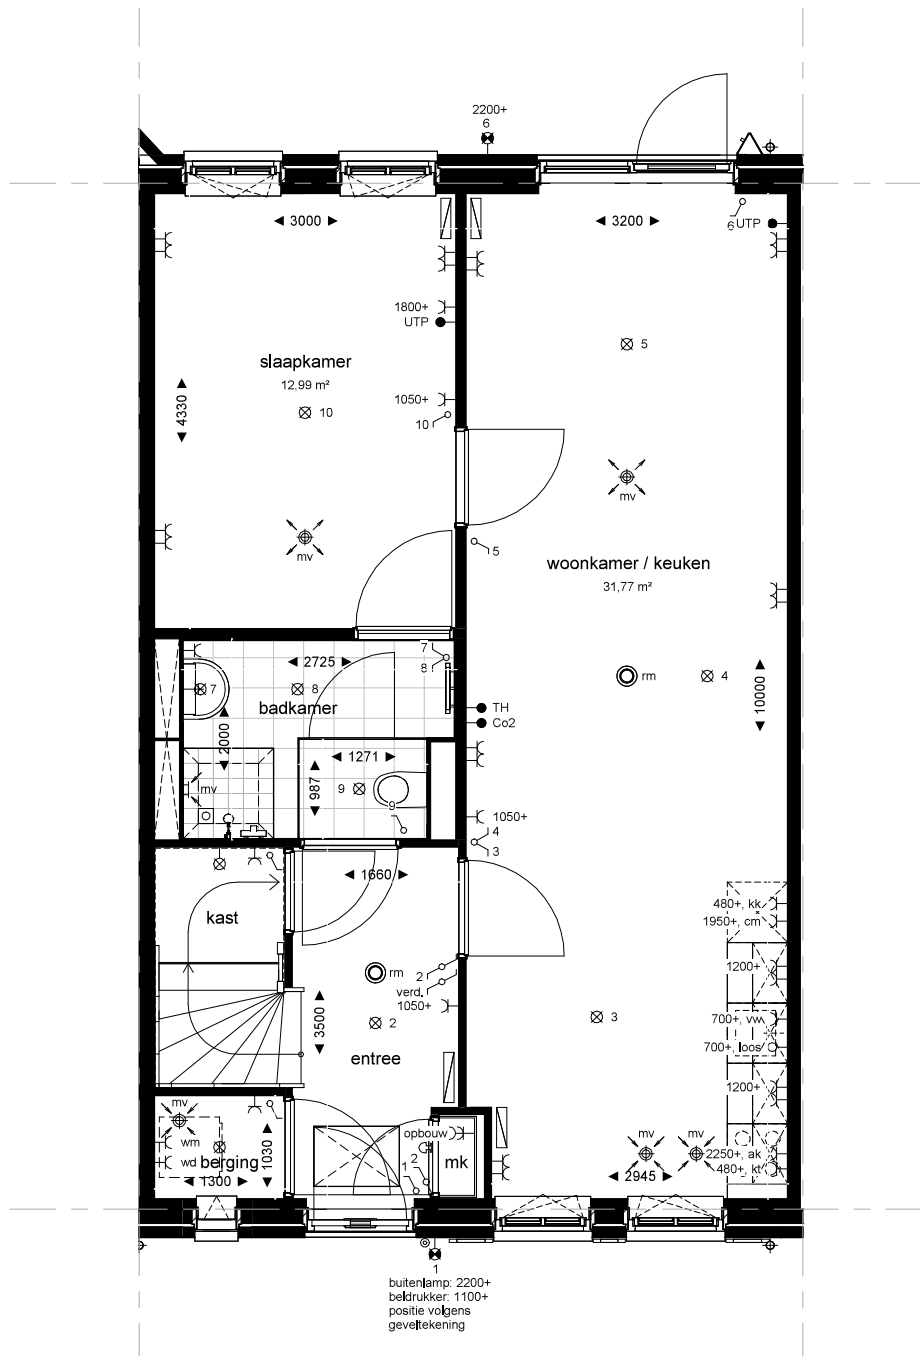 2200+
6
3000
3200
6
UTP
1800+
UTP
5
slaapkamer
12,99 m²
4330
1050+
10
10
mv
mv
5
woonkamer / keuken
31,77 m²
7
8
2725
7
8
badkamer
rm
4
10000
TH
Co2
2000
1271
987
mv
9
9
1050+
4
3
1660
kast
480+, kk
1950+, cm
rm
2
verd.
1050+
1200+
3500
2
3
700+, vw
700+, loos
entree
1200+
mv
1030
opbouw
mv
mv
wm
wd
berging
1300
2
1
mk
2250+, ak
480+, kt
2945
1
buitenlamp: 2200+
beldrukker: 1100+
positie volgens
geveltekening